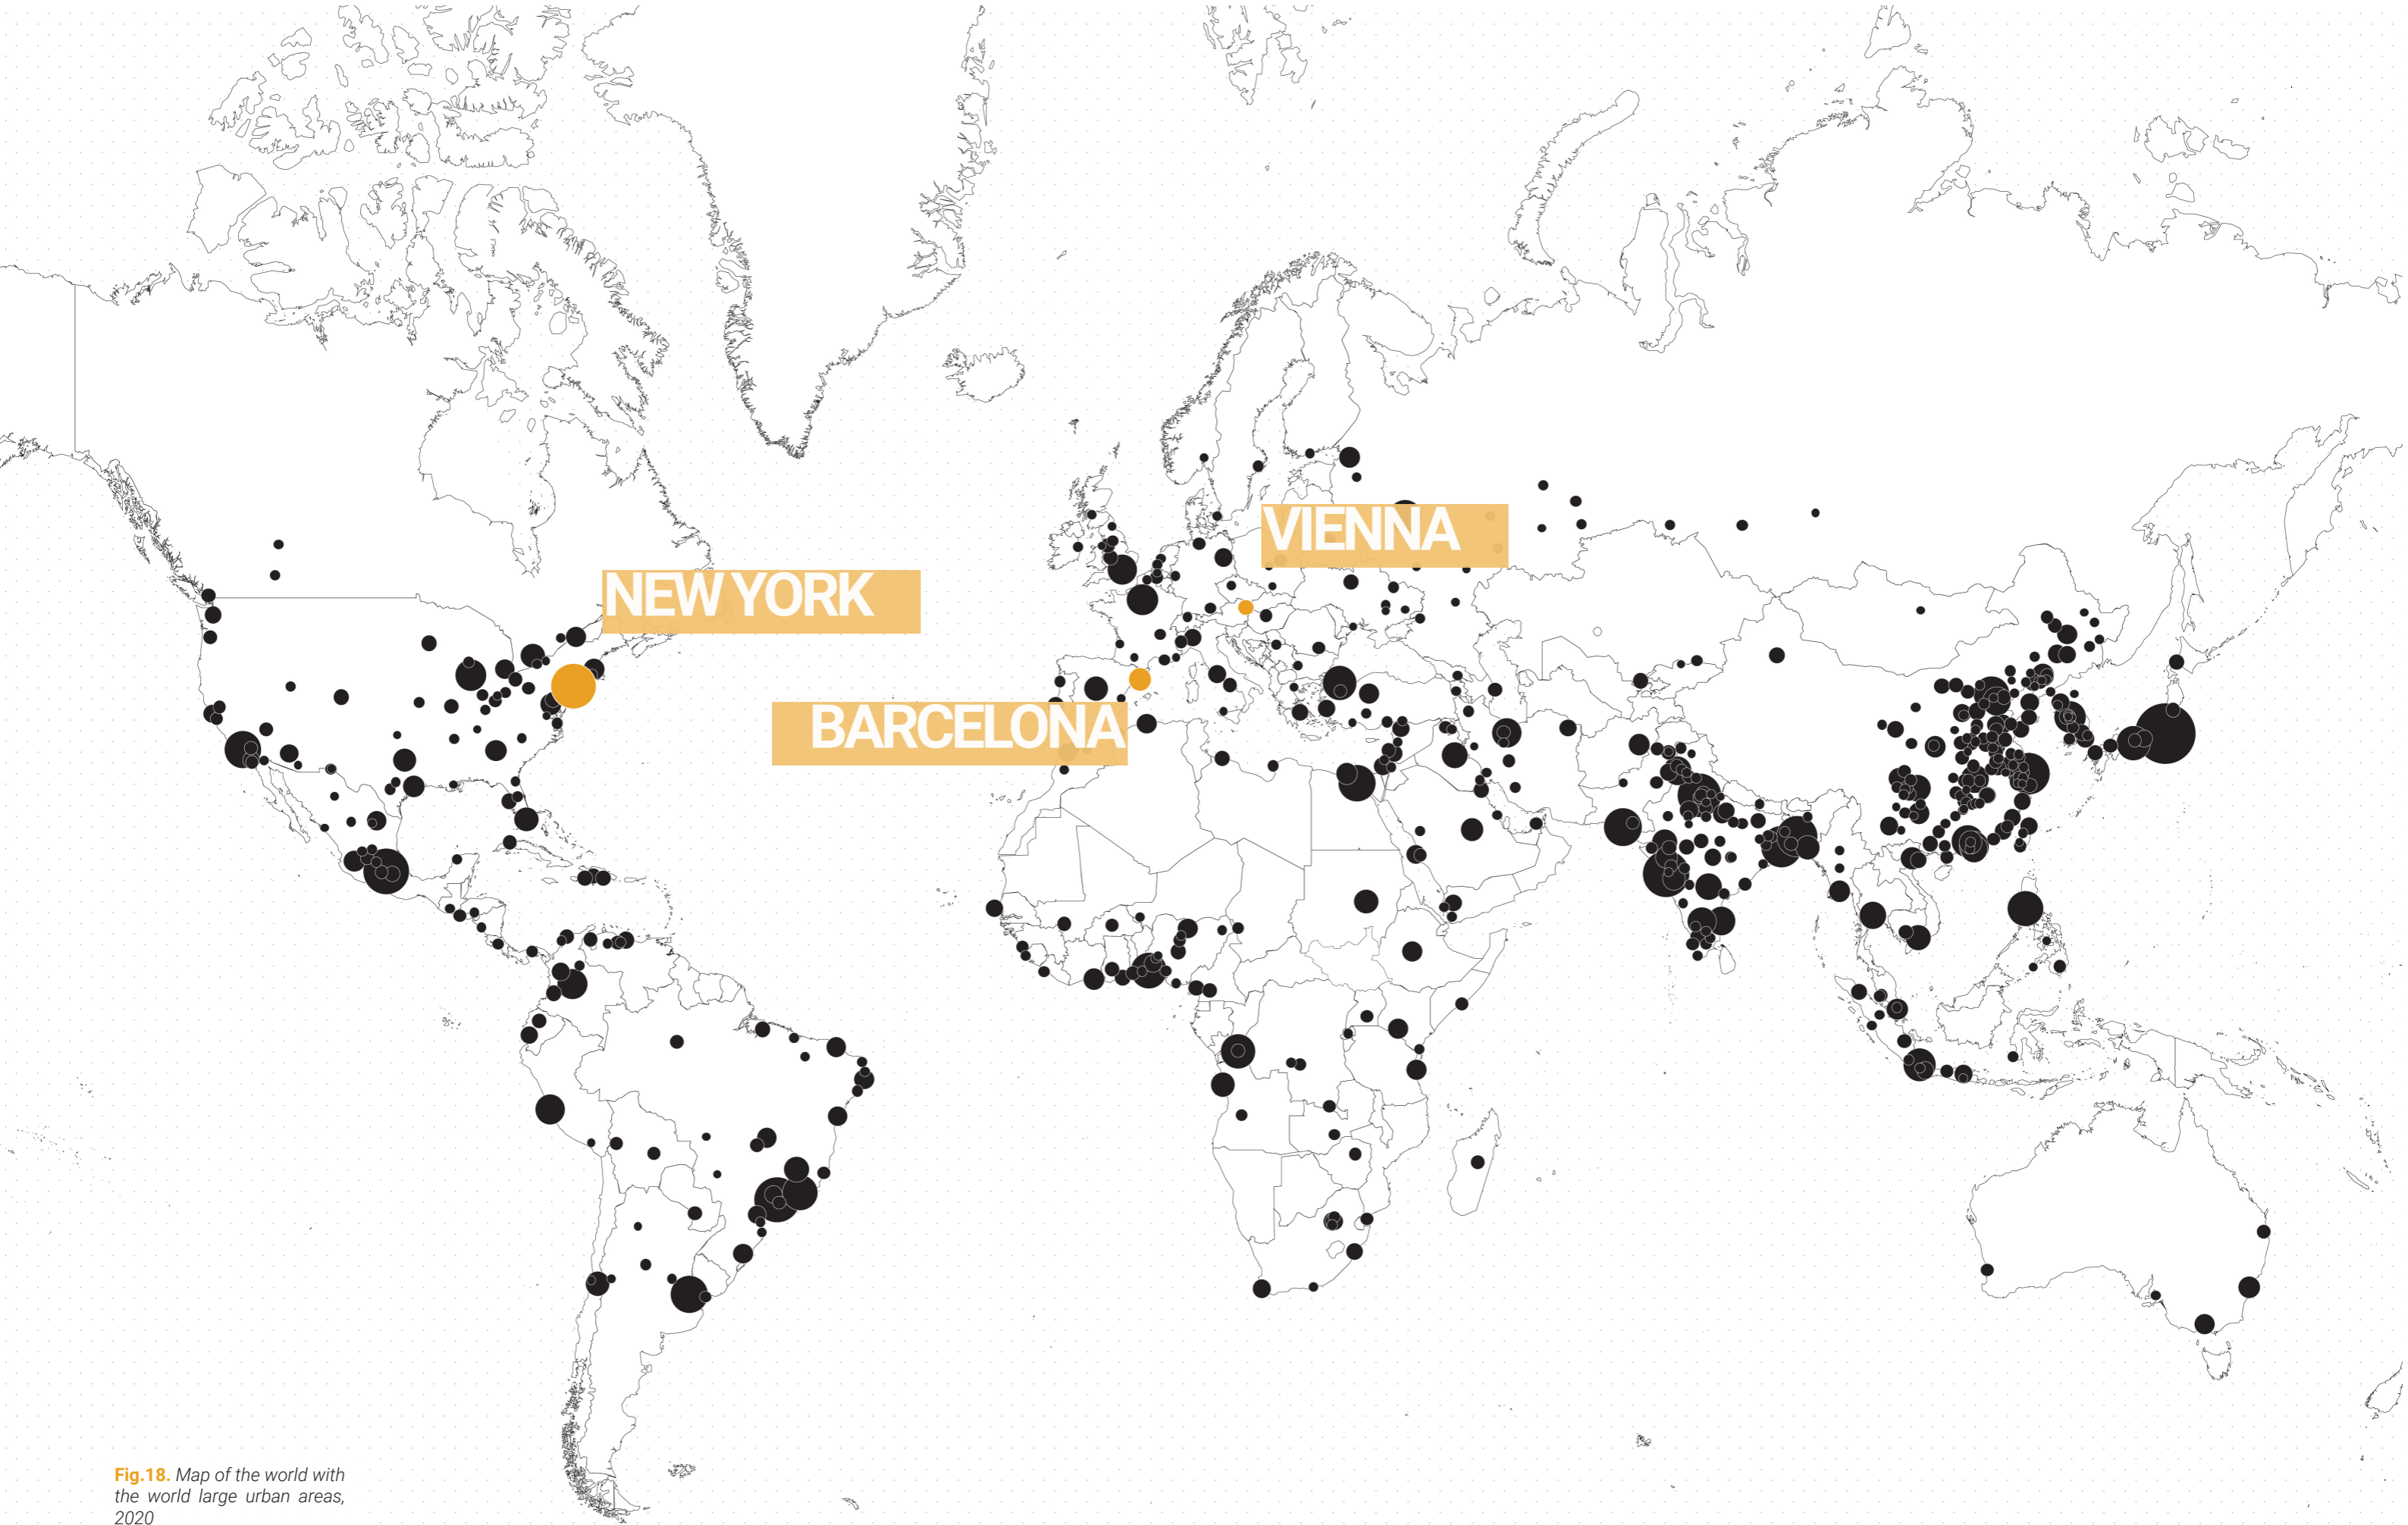 VIENNA
NEW YORK
BARCELONA
Fig.18. Map of the world with
the world large urban areas,
2020